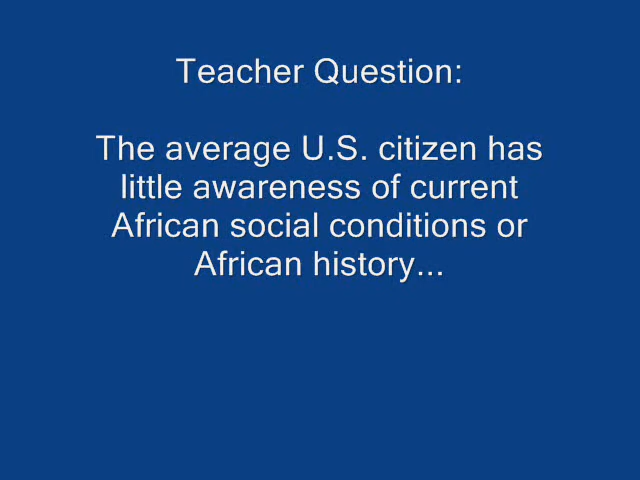 Teacher Question:
The average U.S. citizen has
little awareness of current
African social conditions or
African history...